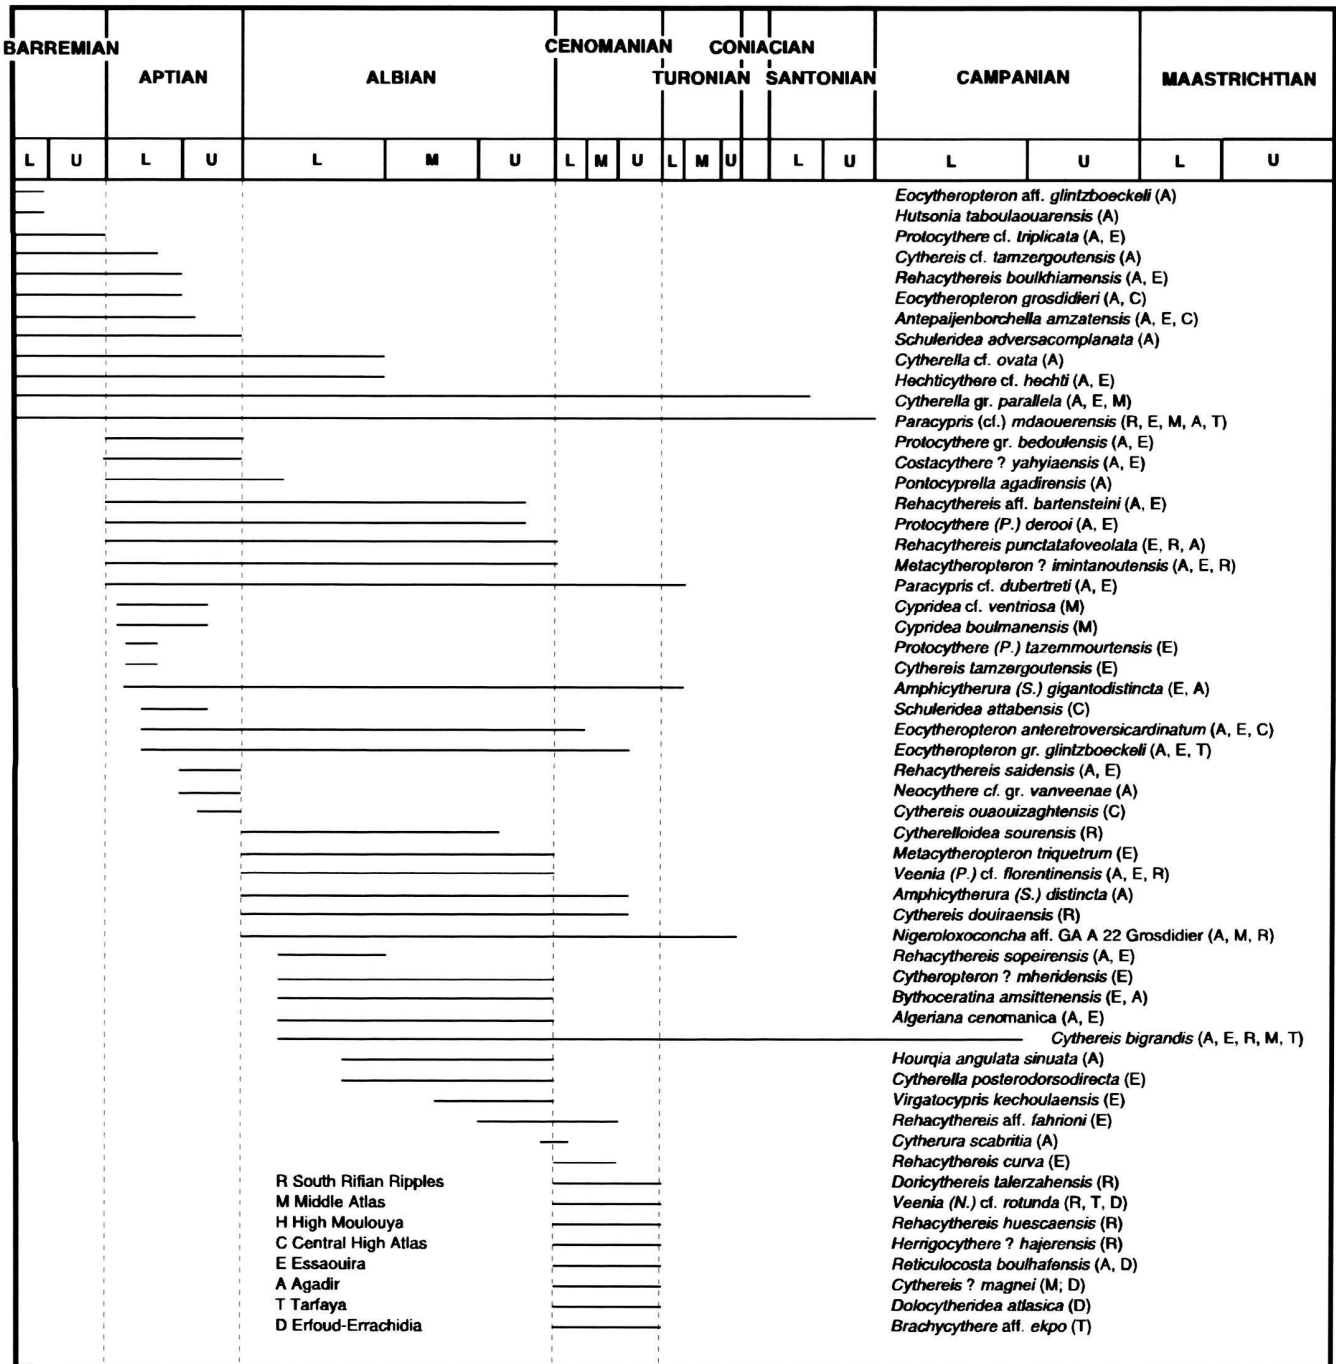 BARREMIAN CENOMANIAN CONIACIAN
APTIAN ALBIAN TURONIAN SANTONIAN CAMPANIAN MAASTRICHTIAN
L U L U L M U L M U L M U L U L U L U
Eocytheropteron aff. glintzboeckeli (A)
Hutsonia taboulaouarensis (A)
Protocythere cf. triplicata (A, E)
Cythereis cf. tamzergoutensis (A)
Rehacythereis boulkhiamensis (A, E)
Eocytheropteron grosdidieri (A, C)
Antepaijenborchella amzatensis (A, E, C)
Schuleridea adversacomplanata (A)
Cytherella cf. ovata (A)
Hechticythere cf. hechti (A, E)
Cytherella gr. parallela (A, E, M)
Paracypris (cf.) mdaouerensis (R, E, M, A, T)
Protocythere gr. bedoulensis (A, E)
Costacythere ? yahyiaensis (A, E)
Pontocyprella agadirensis (A)
Rehacythereis aff. bartensteini (A, E)
Protocythere (P.) derooi (A, E)
Rehacythereis punctatafoveolata (E, R, A)
Metacytheropteron ? imintanoutensis (A, E, R)
Paracypris cf. dubertreti (A, E)
Cypridea cf. ventriosa (M)
Cypridea boulmanensis (M)
Protocythere (P.) tazemmourtensis (E)
Cythereis tamzergoutensis (E)
Amphicytherura (S.) gigantodistincta (E, A)
Schuleridea attabensis (C)
Eocytheropteron anteretroversicardinatum (A, E, C)
Eocytheropteron gr. glintzboeckeli (A, E, T)
Rehacythereis saidensis (A, E)
Neocythere cf. gr. vanveenae (A)
Cythereis ouaouizaghtensis (C)
Cytherelloidea sourensis (R)
Metacytheropteron triquetrum (E)
Veenia (P.) cf. florentinensis (A, E, R)
Amphicytherura (S.) distincta (A)
Cythereis douiraensis (R)
Nigeroloxoconcha aff. GA A 22 Grosdidier (A, M, R)
Rehacythereis sopeirensis (A, E)
Cytheropteron ? mheridensis (E)
Bythoceratina amsittenensis (E, A)
Algeriana cenomanica (A, E)
Cythereis bigrandis (A, E, R, M, T)
Hourqia angulata sinuata (A)
Cytherella posterodorsodirecta (E)
Virgatocypris kechoulaensis (E)
Rehacythereis aff. fahrioni (E)
Cytherura scabritia (A)
Rehacythereis curva (E)
R South Rifian Ripples Doricythereis talerzahensis (R)
M Middle Atlas Veenia (N.) cf. rotunda (R, T, D)
H High Moulouya Rehacythereis huescaensis (R)
C Central High Atlas Herrigocythere ? hajerensis (R)
E Essaouira Reticulocosta boulhafensis (A, D)
A Agadir Cythereis ? magnei (M; D)
T Tarfaya Dolocytheridea atlasica (D)
D Erfoud-Errachidia Brachycythere aff. ekpo (T)